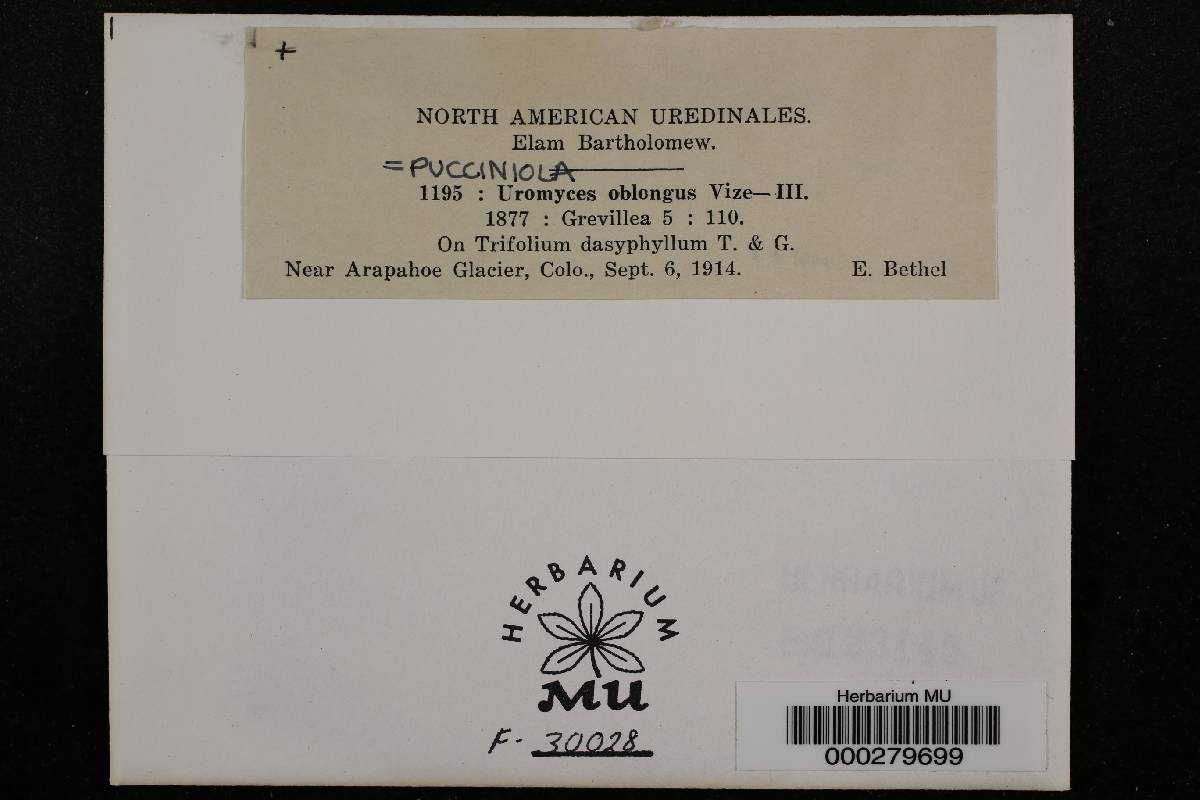 +
NORTH AMERICAN UREDINALES.
Elam Bartholomew.
=PUCCINIOLA
1195 : Uromyces oblongus Vize—III.
1877 : Grevillea 5 : 110.
On Trifolium dasyphyllum T. & G.
Near Arapahoe Glacier, Colo., Sept. 6, 1914. E. Bethel
HERBARIUM
MU
F- 30028
Herbarium MU
000279699